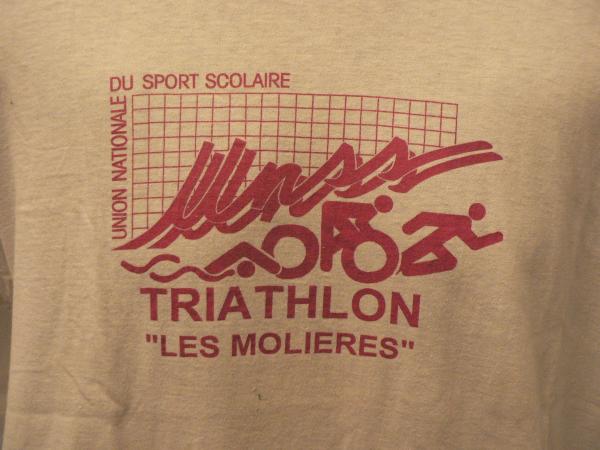 UNION NATIONALE
DU SPORT SCOLAIRE
Unss
TRIATHLON
"LES MOLIERES"